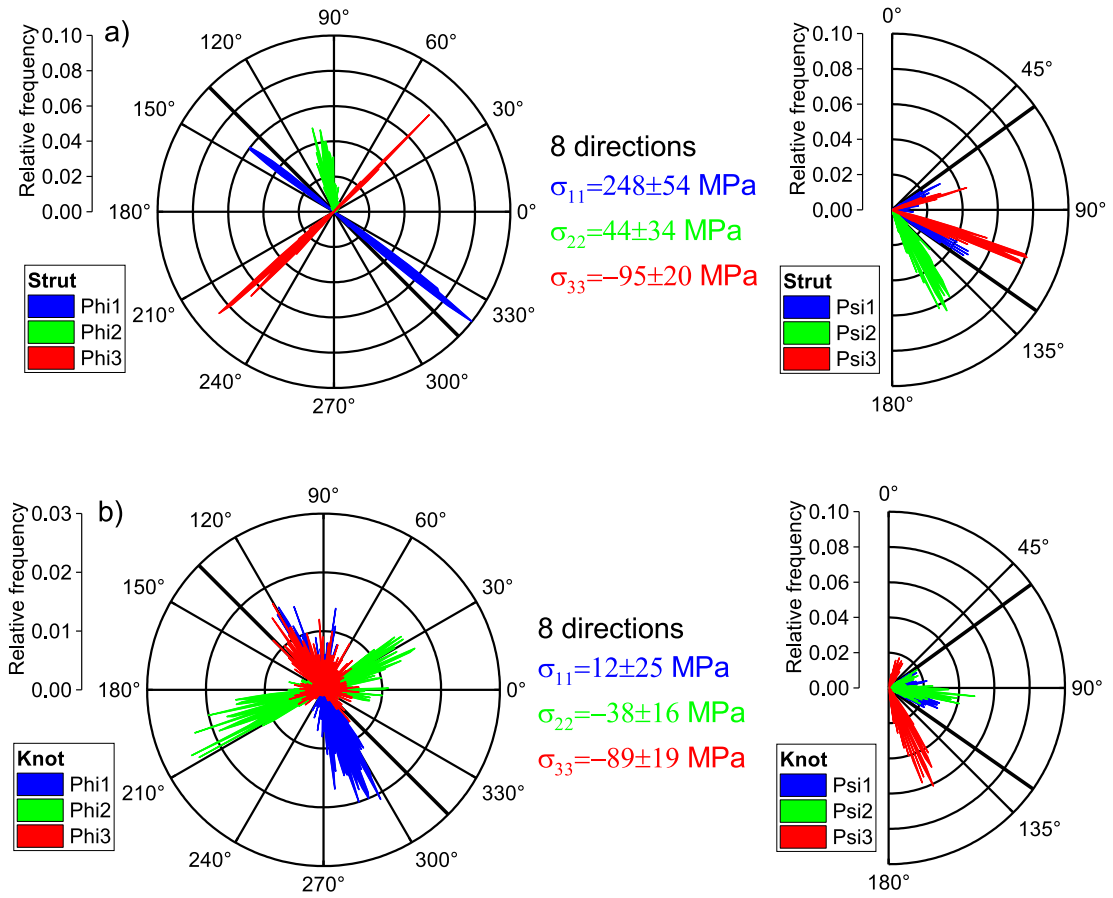 a)
Relative frequency
0.10
0.08
0.06
0.04
0.02
0.00
90°
120°
60°
150°
30°
180°
0°
210°
330°
240°
300°
270°
Strut
Phi1
Phi2
Phi3
8 directions
σ11=248±54 MPa
σ22=44±34 MPa
σ33=−95±20 MPa
Relative frequency
0.10
0.08
0.06
0.04
0.02
0.00
0°
45°
90°
135°
180°
Strut
Psi1
Psi2
Psi3
b)
Relative frequency
0.03
0.01
0.01
0.00
90°
120°
60°
150°
30°
180°
0°
210°
330°
240°
300°
270°
Knot
Phi1
Phi2
Phi3
8 directions
σ11=12±25 MPa
σ22=−38±16 MPa
σ33=−89±19 MPa
Relative frequency
0.10
0.08
0.06
0.04
0.02
0.00
0°
45°
90°
135°
180°
Knot
Psi1
Psi2
Psi3